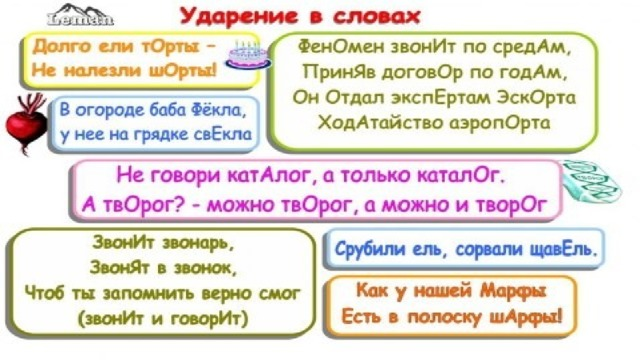 Leman
Ударение в словах
Долго ели тОрты –
Не налезли шОрты!
ФенОмен звонИт по средАм,
ПринЯв договОр по годАм,
Он Отдал экспЕртам ЭскОрта
ХодАтайство аэропОрта
В огороде баба Фёкла,
у нее на грядке свЕкла
Не говори катАлог, а только каталОг.
А твОрог? - можно твОрог, а можно и творОг
ЗвонИт звонарь,
ЗвонЯт в звонок,
Чтоб ты запомнить верно смог
(звонИт и говорИт)
Срубили ель, сорвали щавЕль.
Как у нашей Марфы
Есть в полоску шАрфы!